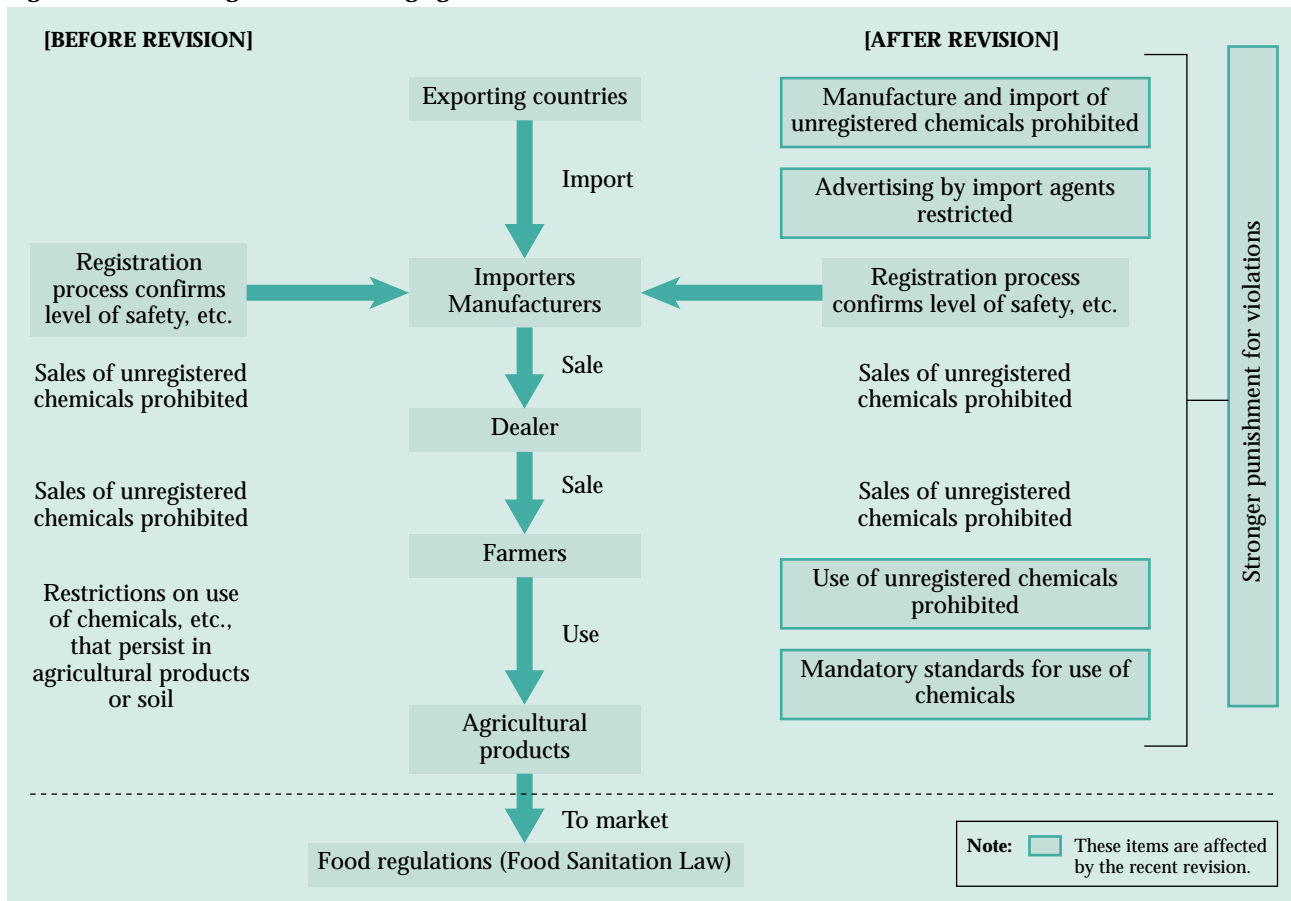 [BEFORE REVISION]
[AFTER REVISION]
Exporting countries
Import
Importers
Manufacturers
Sale
Dealer
Sale
Farmers
Use
Agricultural
products
To market
Food regulations (Food Sanitation Law)
Registration
process confirms
level of safety, etc.
Sales of unregistered
chemicals prohibited
Sales of unregistered
chemicals prohibited
Restrictions on use
of chemicals, etc.,
that persist in
agricultural products
or soil
Manufacture and import of
unregistered chemicals prohibited
Advertising by import agents
restricted
Registration process
confirms level of safety, etc.
Sales of unregistered
chemicals prohibited
Sales of unregistered
chemicals prohibited
Use of unregistered chemicals
prohibited
Mandatory standards for use of
chemicals
Stronger punishment for violations
Note: These items are affected
by the recent revision.